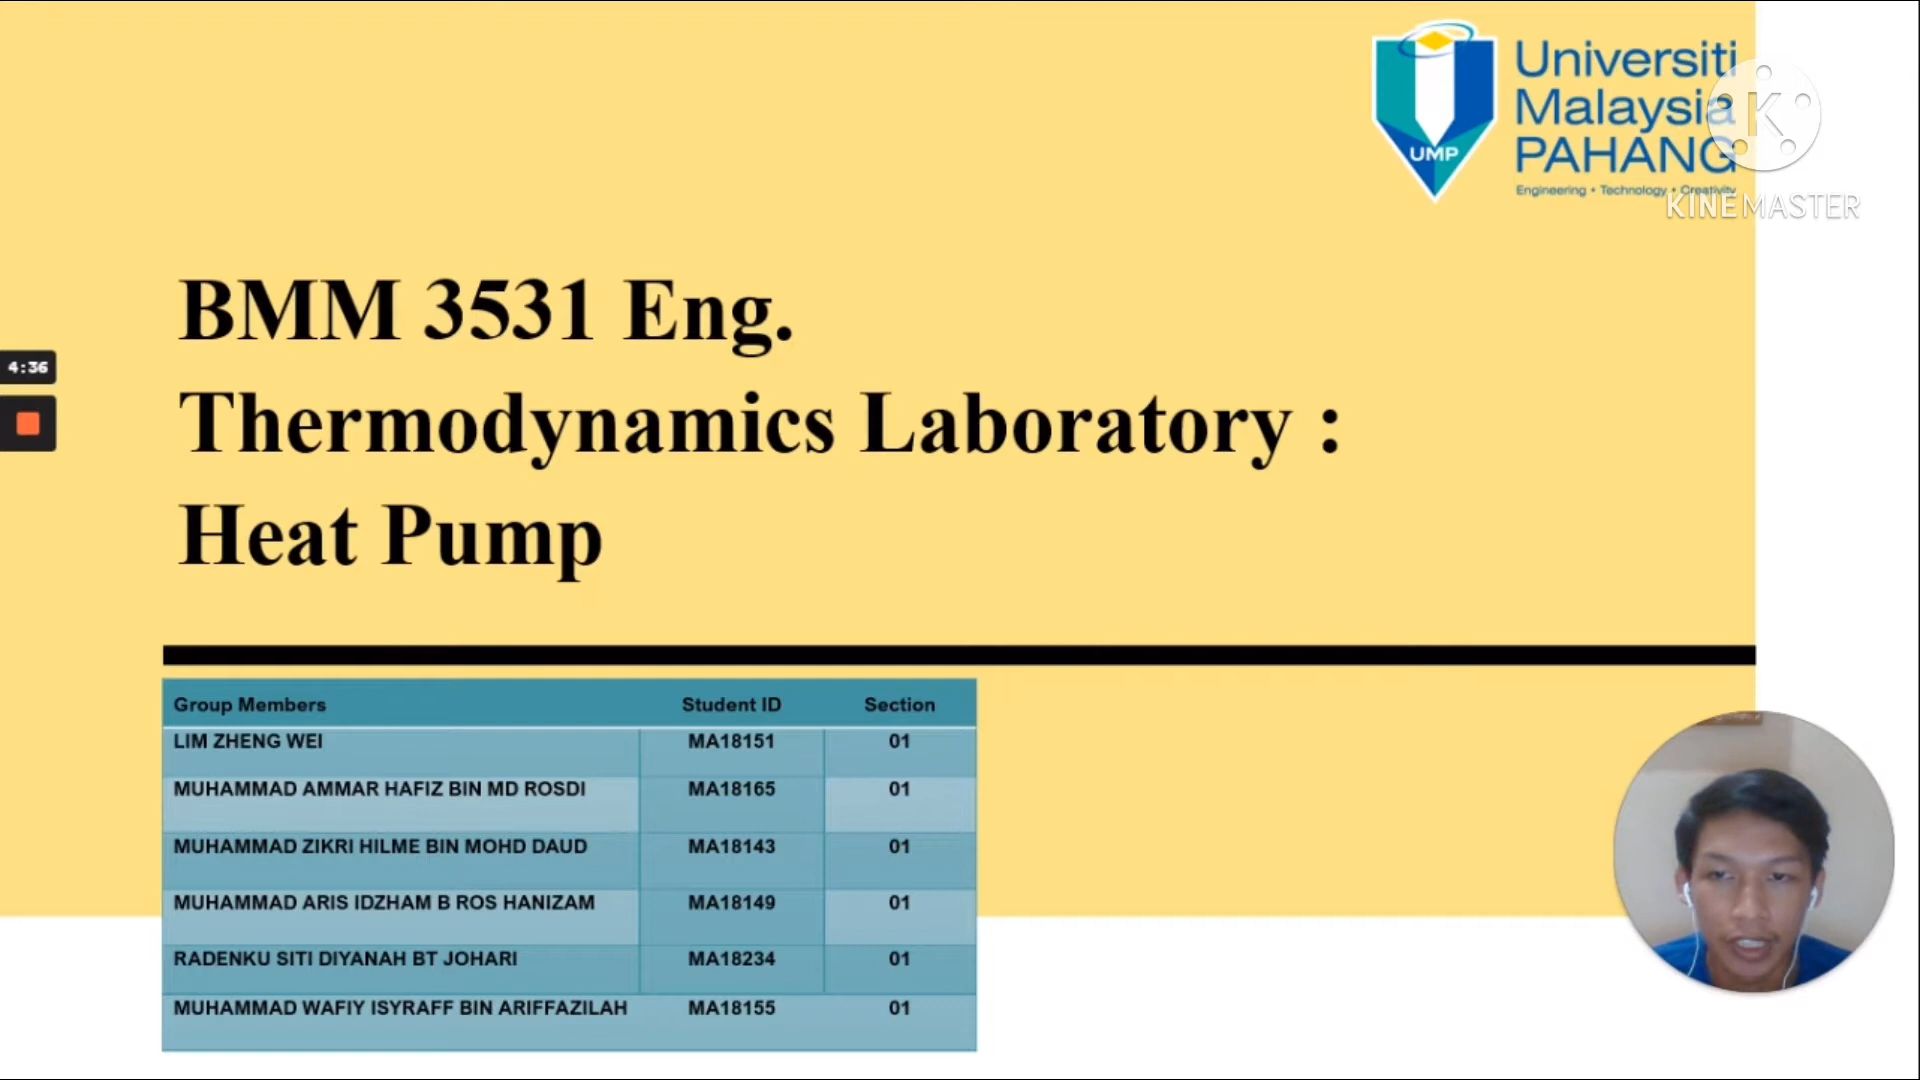 UMP
Universiti
Malaysia
PAHANG
Engineering • Technology • Creativity
K
KINEMASTER
BMM 3531 Eng.
Thermodynamics Laboratory :
Heat Pump
4:36
Group Members Student ID Section
LIM ZHENG WEI MA18151 01
MUHAMMAD AMMAR HAFIZ BIN MD ROSDI MA18165 01
MUHAMMAD ZIKRI HILME BIN MOHD DAUD MA18143 01
MUHAMMAD ARIS IDZHAM B ROS HANIZAM MA18149 01
RADENKU SITI DIYANAH BT JOHARI MA18234 01
MUHAMMAD WAFIY ISYRAFF BIN ARIFFAZILAH MA18155 01